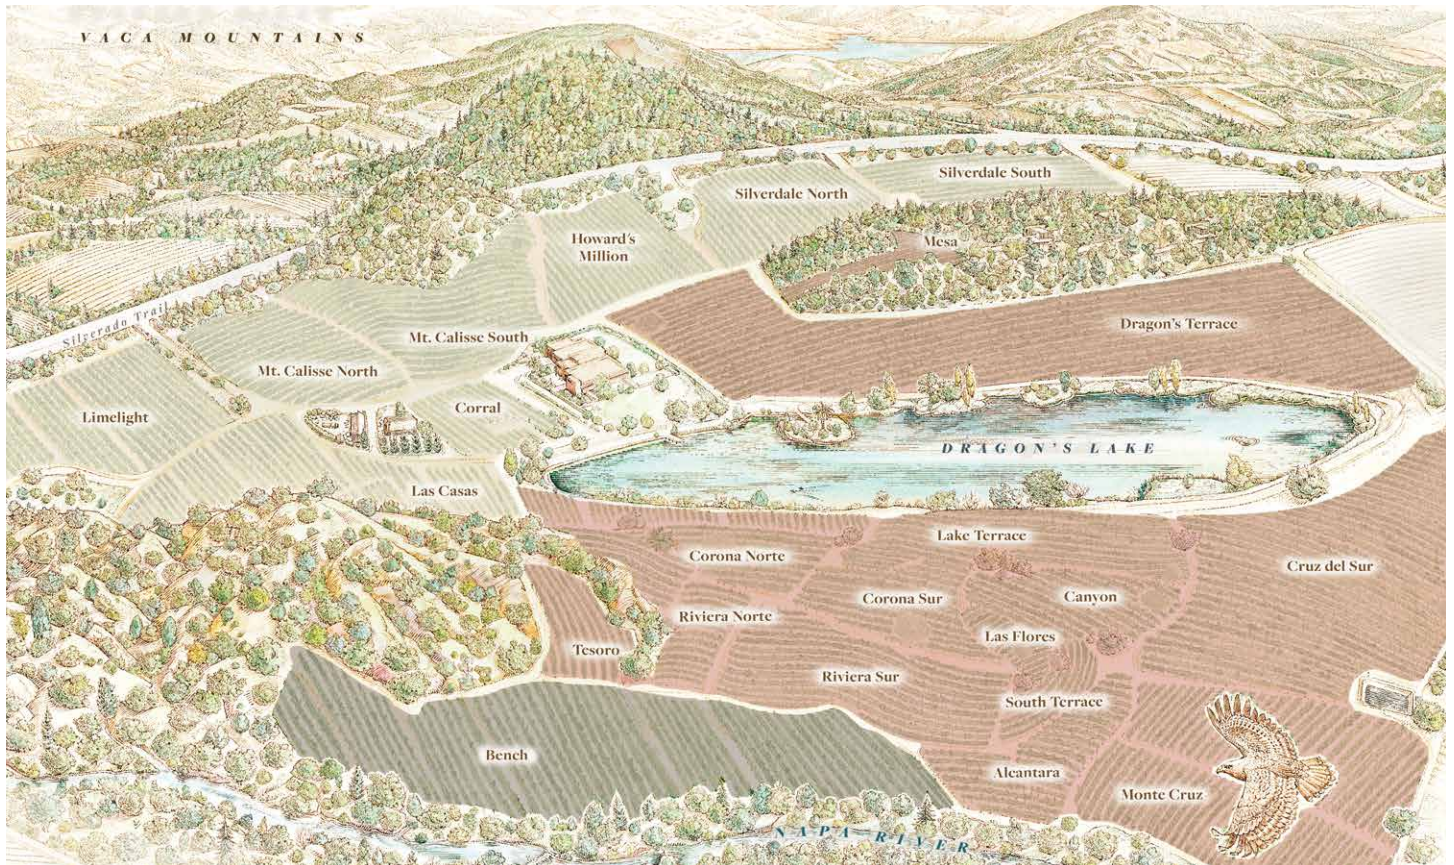 VACA MOUNTAINS
Silverdale South
Silverdale North
Howard's
Million
Mesa
Silverado Trail
Dragon's Terrace
Mt. Calisse South
Mt. Calisse North
Limelight
Corral
DRAGON'S LAKE
Las Casas
Lake Terrace
Corona Norte
Cruz del Sur
Corona Sur
Canyon
Riviera Norte
Las Flores
Tesoro
Riviera Sur
South Terrace
Bench
Alcantara
Monte Cruz
NAPA RIVER